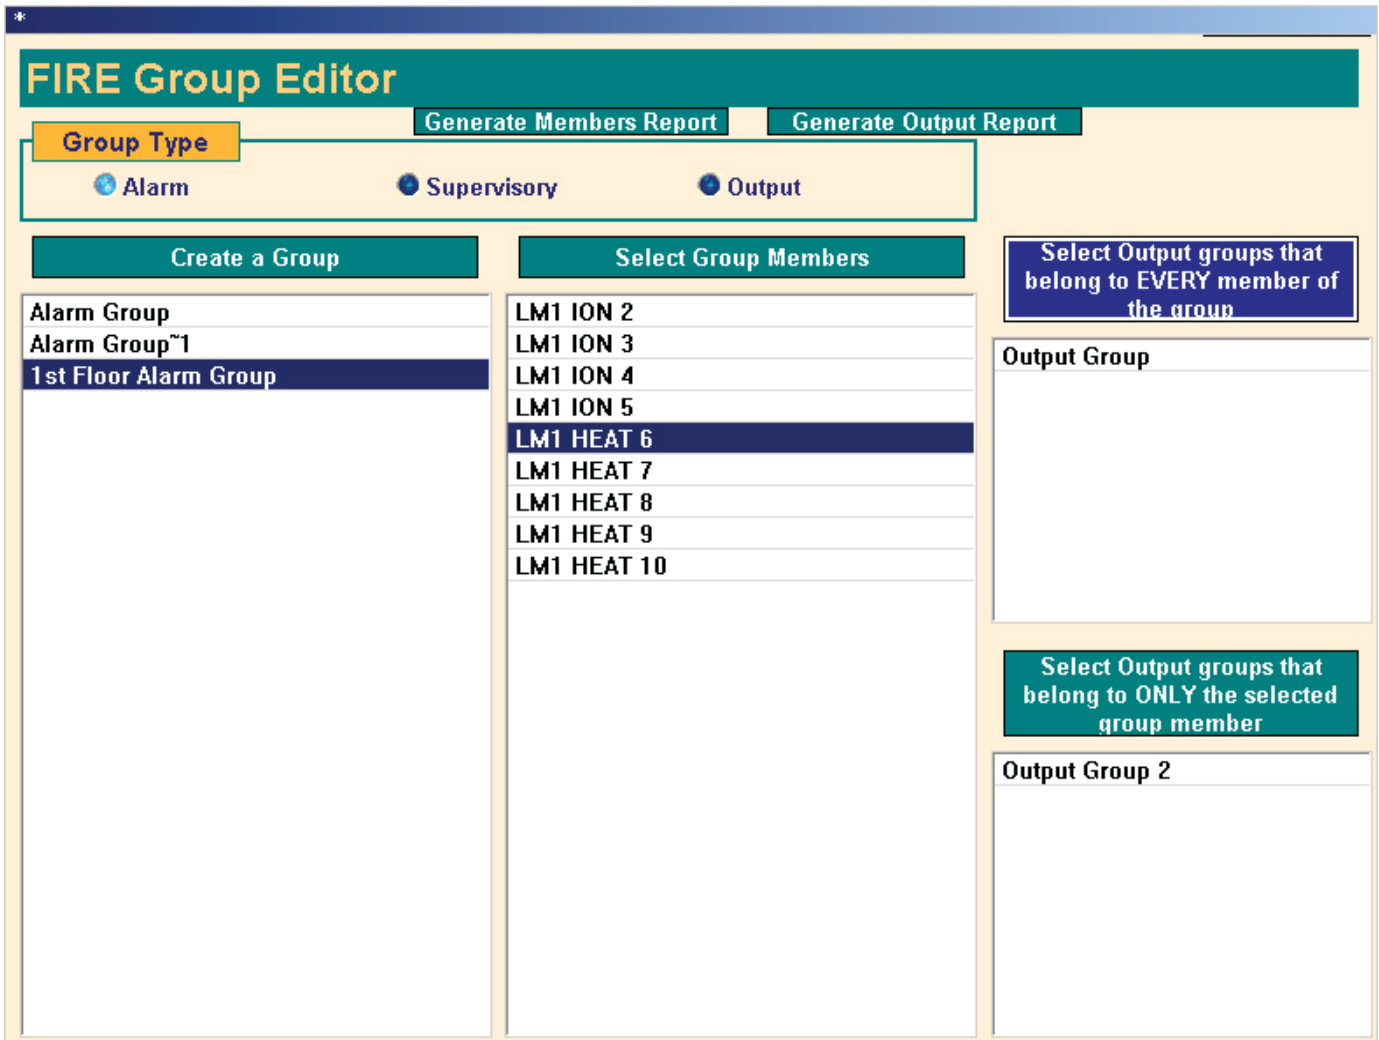 *
FIRE Group Editor
Generate Members Report
Generate Output Report
Group Type
Alarm
Supervisory
Output
Create a Group
Alarm Group
Alarm Group~1
1st Floor Alarm Group
Select Group Members
LM1 ION 2
LM1 ION 3
LM1 ION 4
LM1 ION 5
LM1 HEAT 6
LM1 HEAT 7
LM1 HEAT 8
LM1 HEAT 9
LM1 HEAT 10
Select Output groups that
belong to EVERY member of
the group
Output Group
Select Output groups that
belong to ONLY the selected
group member
Output Group 2